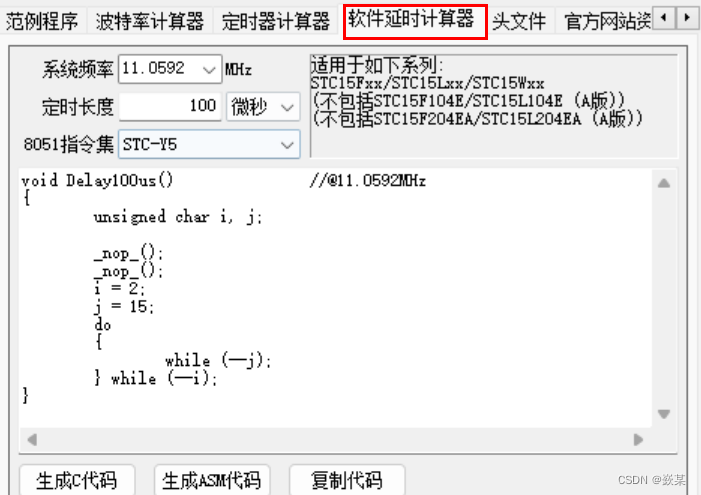 范例程序 波特率计算器 定时器计算器 软件延时计算器 头文件 官方网站资
系统频率 11.0592 MHz
定时长度 100 微秒
8051指令集 STC-Y5
适用于如下系列:
STC15Fxx/STC15Lxx/STC15Wxx
(不包括STC15F104E/STC15L104E (A版))
(不包括STC15F204EA/STC15L204EA (A版))
void Delay100us() //@11.0592MHz
{
unsigned char i, j;
_nop_();
_nop_();
i = 2;
j = 15;
do
{
while (--j);
} while (--i);
}
生成C代码 生成ASM代码 复制代码
CSDN @嵌某